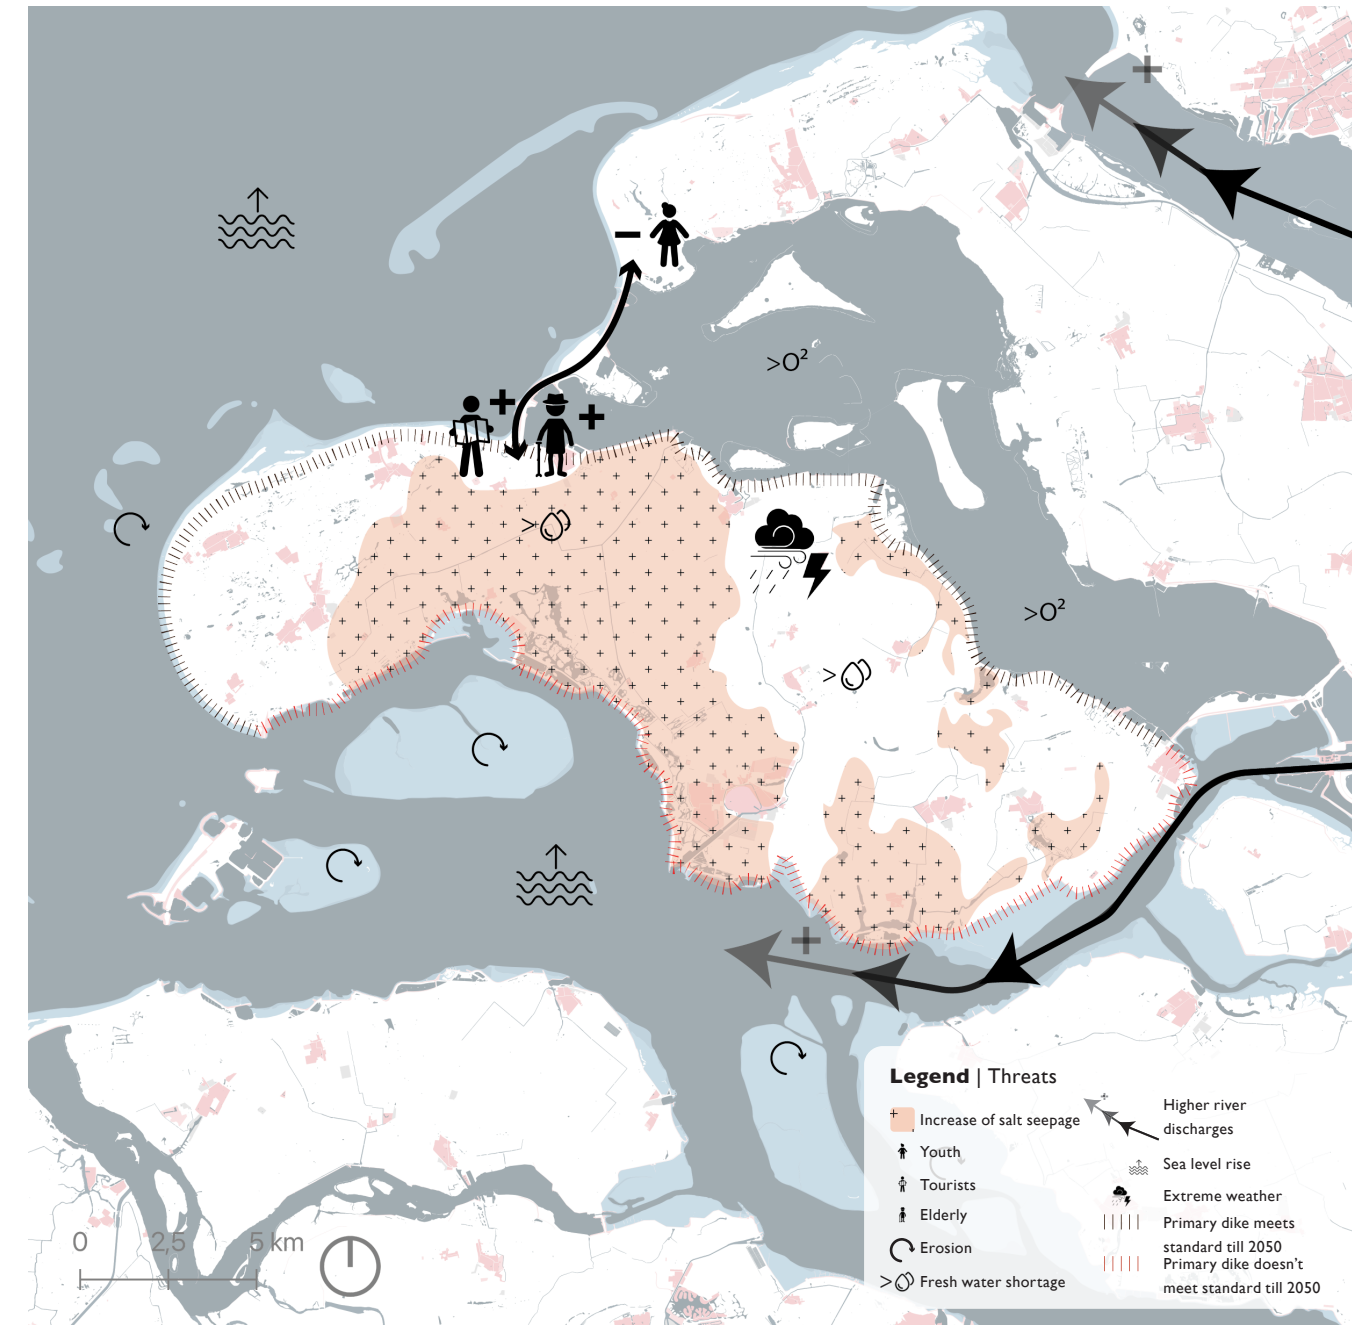 >O²
>O²
>
>
Legend | Threats
Increase of salt seepage
Youth
Tourists
Elderly
Erosion
> Fresh water shortage
Higher river
discharges
Sea level rise
Extreme weather
Primary dike meets
standard till 2050
Primary dike doesn't
meet standard till 2050
0 2,5 5 km